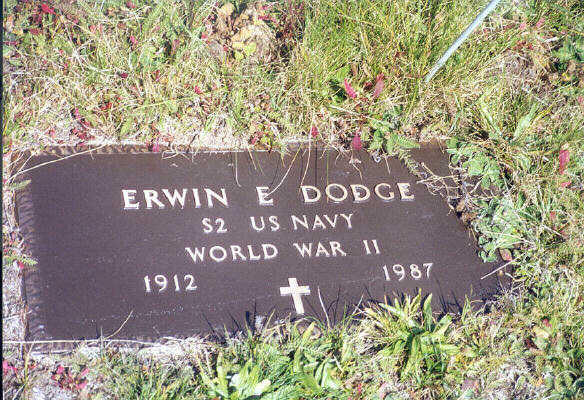 ERWIN E DODGE
S2 US NAVY
WORLD WAR II
1912 1987